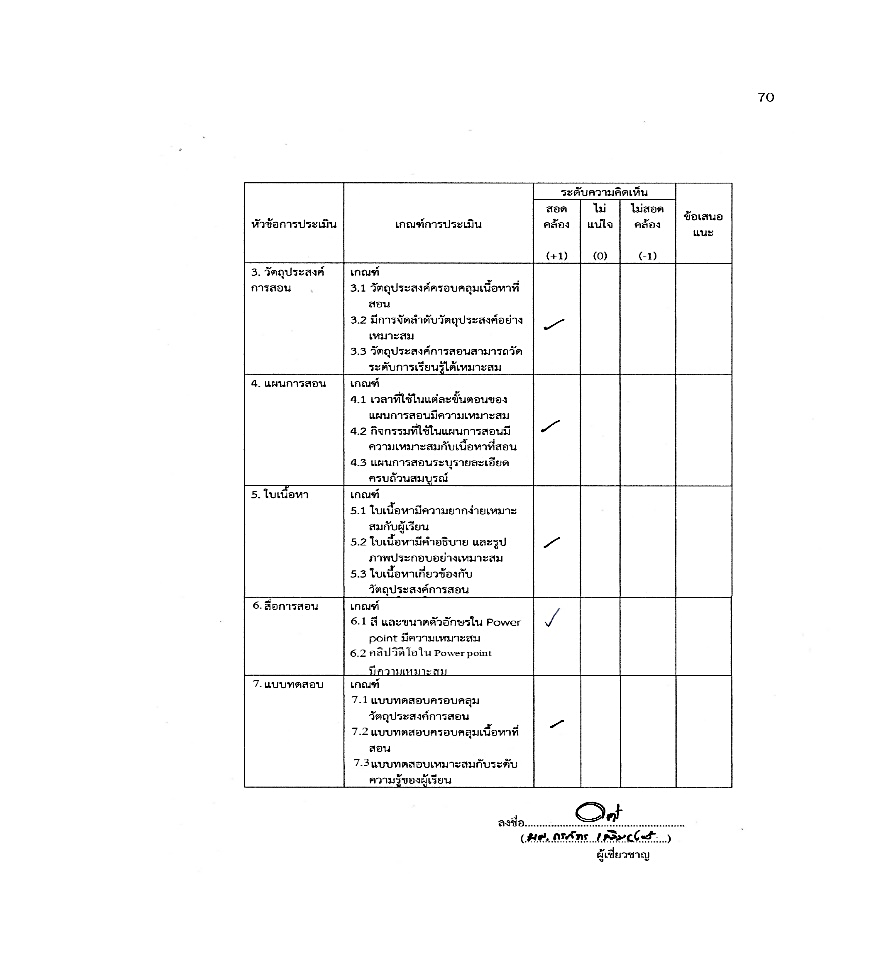 70
ระดับความคิดเห็น
หัวข้อการประเมิน
เกณฑ์การประเมิน
สอด
คล้อง
(+1)
ไม่
แน่ใจ
(0)
ไม่สอด
คล้อง
(-1)
ข้อเสนอ
แนะ
3. วัตถุประสงค์
การสอน
เกณฑ์
3.1 วัตถุประสงค์ครอบคลุมเนื้อหาที่
สอน
3.2 มีการจัดลำดับวัตถุประสงค์อย่าง
เหมาะสม
3.3 วัตถุประสงค์การสอนสามารถวัด
ระดับการเรียนรู้ได้เหมาะสม
4. แผนการสอน
เกณฑ์
4.1 เวลาที่ใช้ในแต่ละขั้นตอนของ
แผนการสอนมีความเหมาะสม
4.2 กิจกรรมที่ใช้ในแผนการสอนมี
ความเหมาะสมกับเนื้อหาที่สอน
4.3 แผนการสอนระบุรายละเอียด
ครบถ้วนสมบูรณ์
5. ใบเนื้อหา
เกณฑ์
5.1 ใบเนื้อหามีความยากง่ายเหมาะ
สมกับผู้เรียน
5.2 ใบเนื้อหามีคำอธิบาย และรูป
ภาพประกอบอย่างเหมาะสม
5.3 ใบเนื้อหาเกี่ยวข้องกับ
วัตถุประสงค์การสอน
6. สื่อการสอน
เกณฑ์
6.1 สี และขนาดตัวอักษรใน Power
point มีความเหมาะสม
6.2 คลิปวิดีโอใน Power point
มีความเหมาะสม
7. แบบทดสอบ
เกณฑ์
7.1 แบบทดสอบครอบคลุม
วัตถุประสงค์การสอน
7.2 แบบทดสอบครอบคลุมเนื้อหาที่
สอน
7.3 แบบทดสอบเหมาะสมกับระดับ
ความรู้ของผู้เรียน
ลงชื่อ
ผู้เชี่ยวชาญ